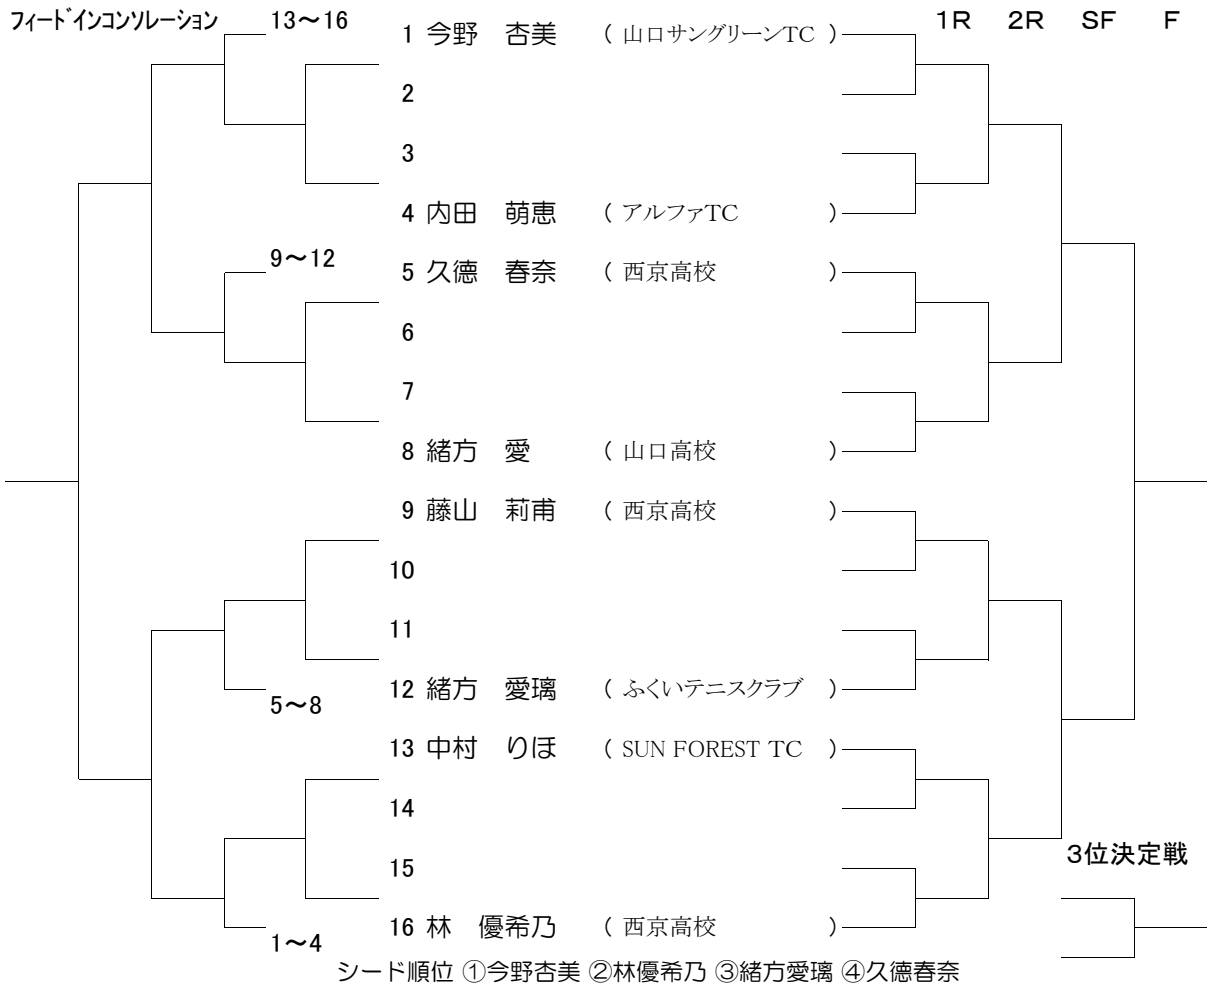 フィードインコンソレーション 13～16 1R 2R SF F
1 今野　杏美 （ 山口サングリーンTC ）
2
3
4 内田　萌恵 （ アルファTC ）
9～12
5 久德　春奈 （ 西京高校 ）
6
7
8 緒方　愛 （ 山口高校 ）
9 藤山　莉甫 （ 西京高校 ）
10
11
12 緒方　愛璃 （ ふくいテニスクラブ ）
5～8
13 中村　りほ （ SUN FOREST TC ）
14
3位決定戦
15
16 林　優希乃 （ 西京高校 ）
1～4
シード順位 ①今野杏美 ②林優希乃 ③緒方愛璃 ④久德春奈